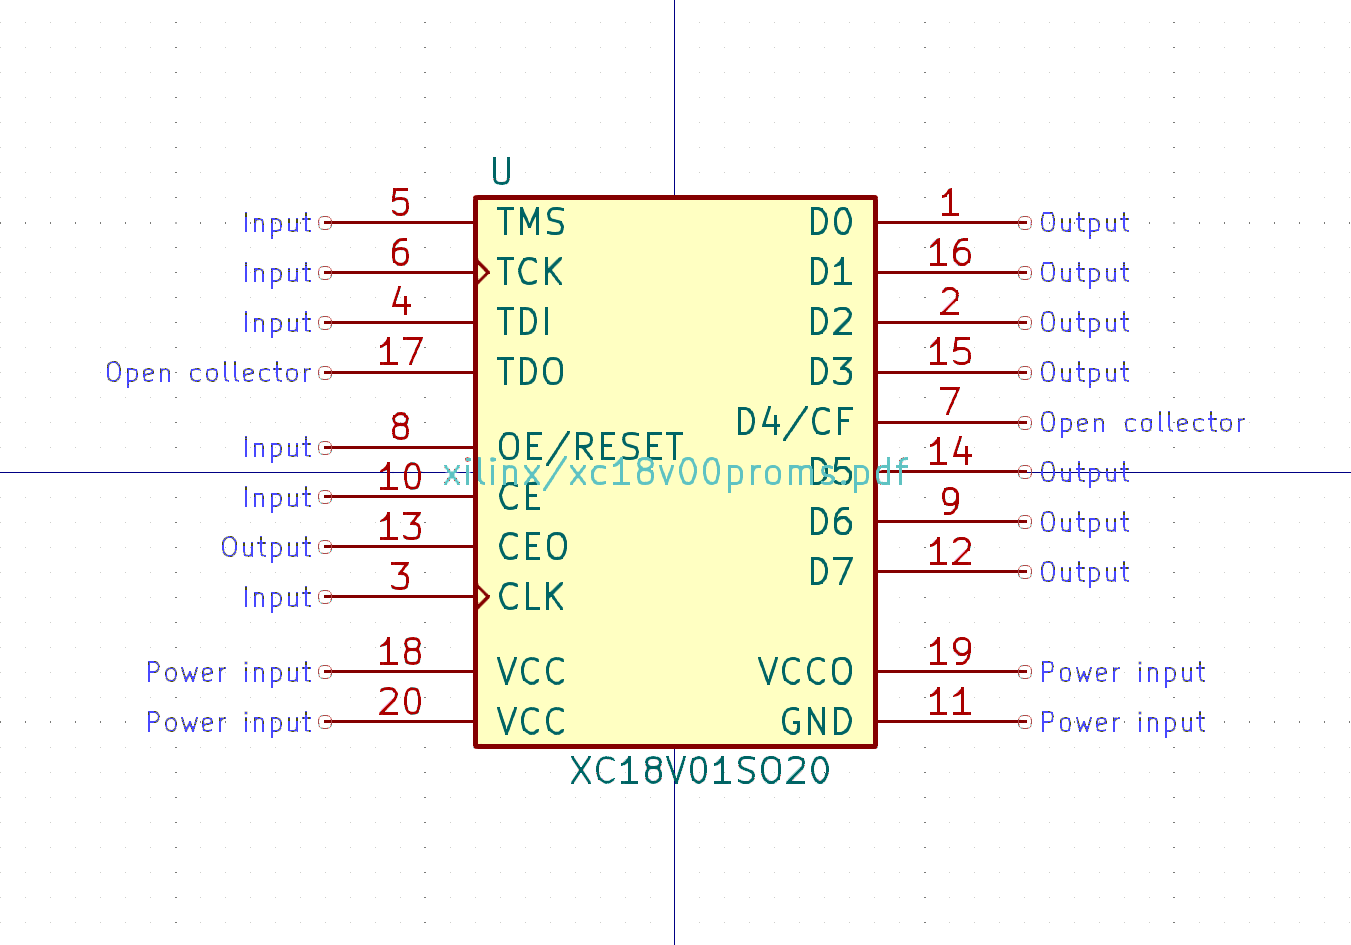 U
Input 5 TMS D0 1 Output
Input 6 TCK D1 16 Output
Input 4 TDI D2 2 Output
Open collector 17 TDO D3 15 Output
D4/CF 7 Open collector
Input 8 OE/RESET
xilinx/xc18v00proms.pdf
D5 14 Output
Input 10 CE
D6 9 Output
Output 13 CEO
D7 12 Output
Input 3 CLK
Power input 18 VCC VCCO 19 Power input
Power input 20 VCC GND 11 Power input
XC18V01SO20